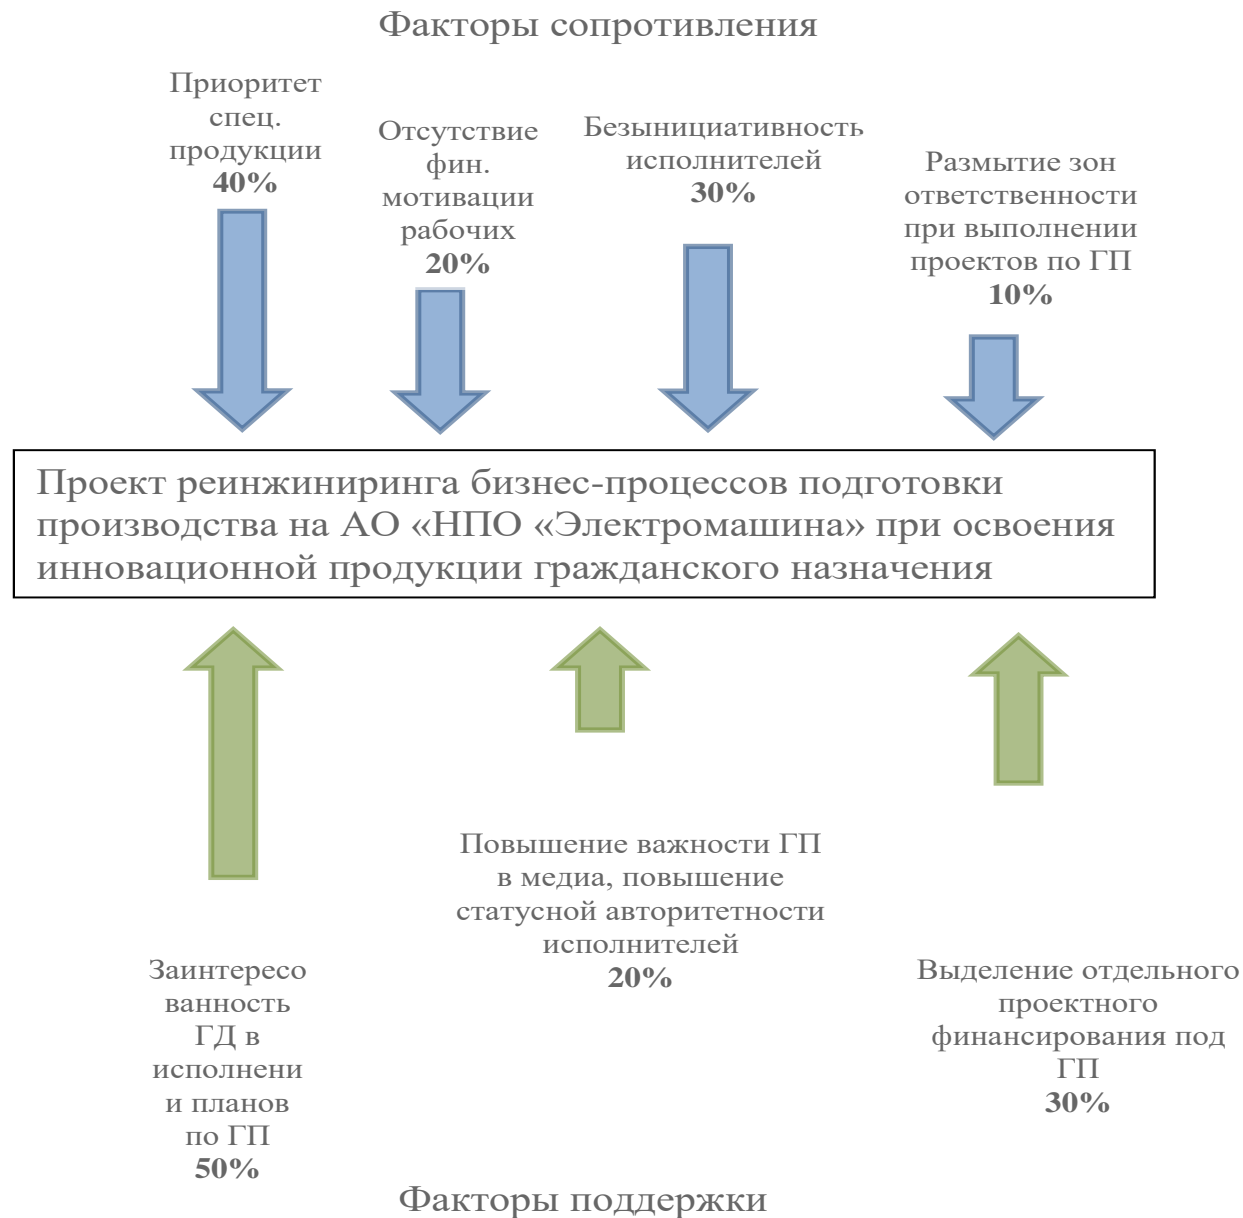 Факторы сопротивления
Приоритет
спец.
продукции
40%
Отсутствие
фин.
мотивации
рабочих
20%
Безынициативность
исполнителей
30%
Размытие зон
ответственности
при выполнении
проектов по ГП
10%
Проект реинжиниринга бизнес-процессов подготовки
производства на АО «НПО «Электромашина» при освоения
инновационной продукции гражданского назначения
Заинтересо
ванность
ГД в
исполнени
и планов
по ГП
50%
Повышение важности ГП
в медиа, повышение
статусной авторитетности
исполнителей
20%
Выделение отдельного
проектного
финансирования под
ГП
30%
Факторы поддержки